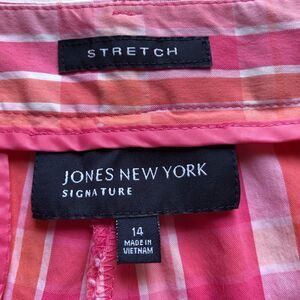 STRETCH
JONES NEW YORK
SIGNATURE
14
MADE IN
VIETNAM